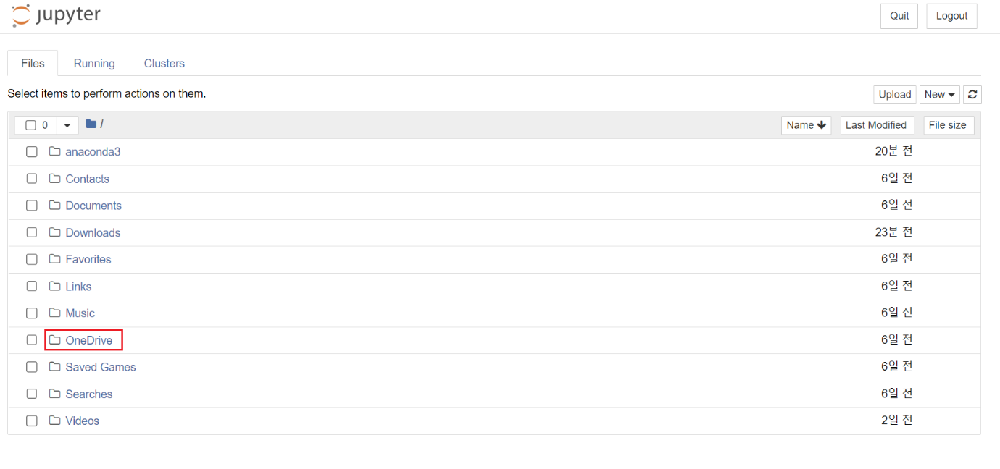 jupyter Quit Logout
Files Running Clusters
Select items to perform actions on them. Upload New
0 / Name Last Modified File size
anaconda3 20분 전
Contacts 6일 전
Documents 6일 전
Downloads 23분 전
Favorites 6일 전
Links 6일 전
Music 6일 전
OneDrive 6일 전
Saved Games 6일 전
Searches 6일 전
Videos 2일 전